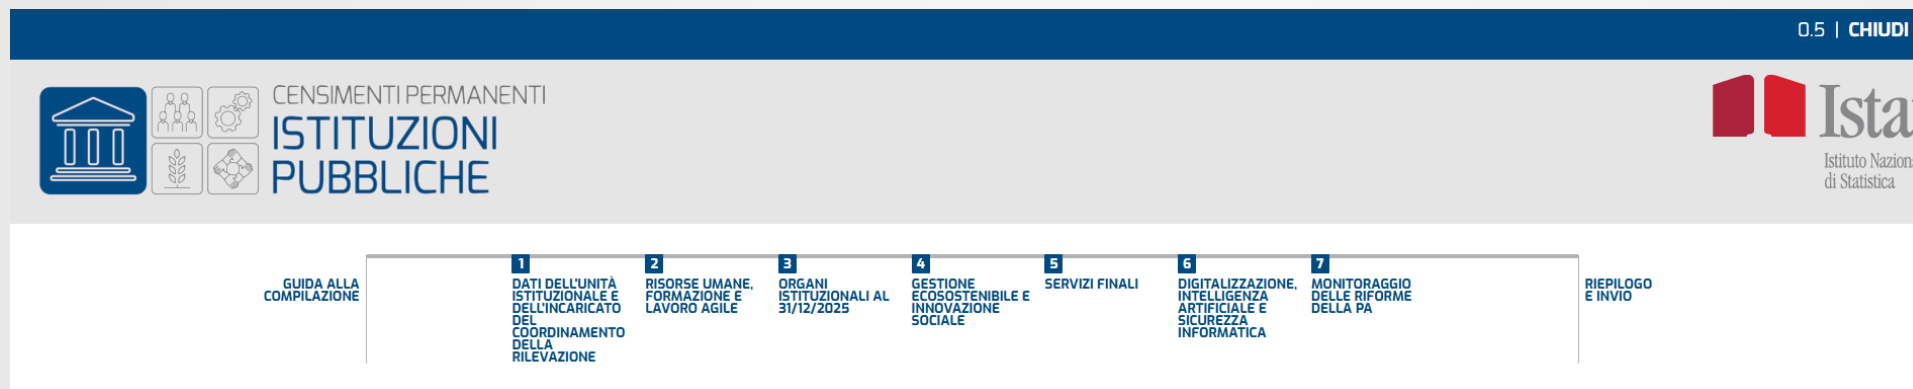 0.5 | CHIUDI
CENSIMENTI PERMANENTI
ISTITUZIONI
PUBBLICHE
Istituto
di Statistica
GUIDA ALLA
COMPILAZIONE
1
DATI DELL'UNITÀ
ISTITUZIONALE E
DELL'INCARICATO
DEL
COORDINAMENTO
DELLA
RILEVAZIONE
2
RISORSE UMANE,
FORMAZIONE E
LAVORO AGILE
3
ORGANI
ISTITUZIONALI AL
31/12/2025
4
GESTIONE
ECOSOSTENIBILE E
INNOVAZIONE
SOCIALE
5
SERVIZI FINALI
6
DIGITALIZZAZIONE,
INTELLIGENZA
ARTIFICIALE E
SICUREZZA
INFORMATICA
7
MONITORAGGIO
DELLE RIFORME
DELLA PA
RIEPILOGO
E INVIO